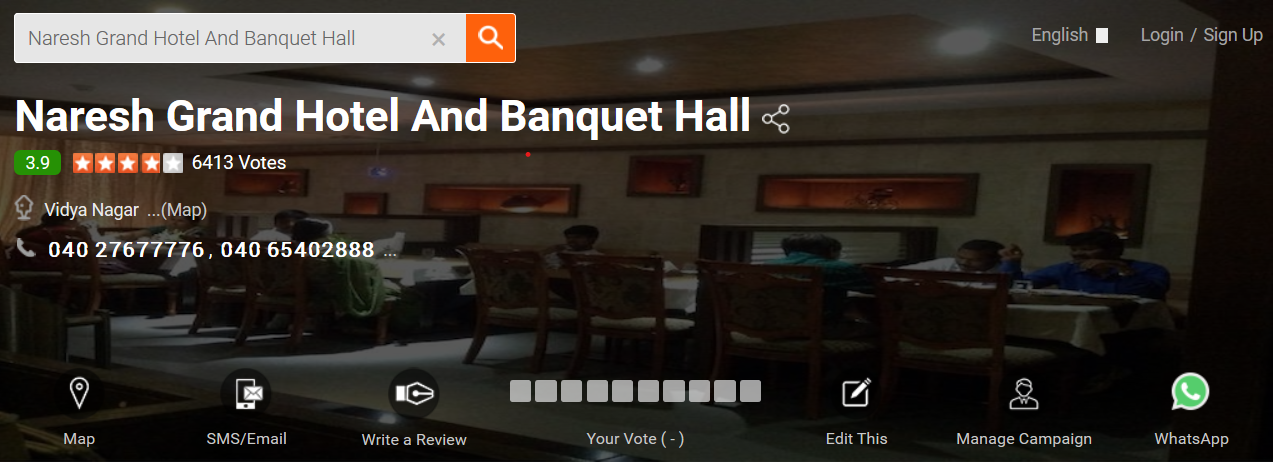 Naresh Grand Hotel And Banquet Hall ×
English
Login / Sign Up
Naresh Grand Hotel And Banquet Hall
3.9 6413 Votes
Vidya Nagar ...(Map)
040 27677776, 040 65402888 ...
Map
SMS/Email
Write a Review
Your Vote ( - )
Edit This
Manage Campaign
WhatsApp